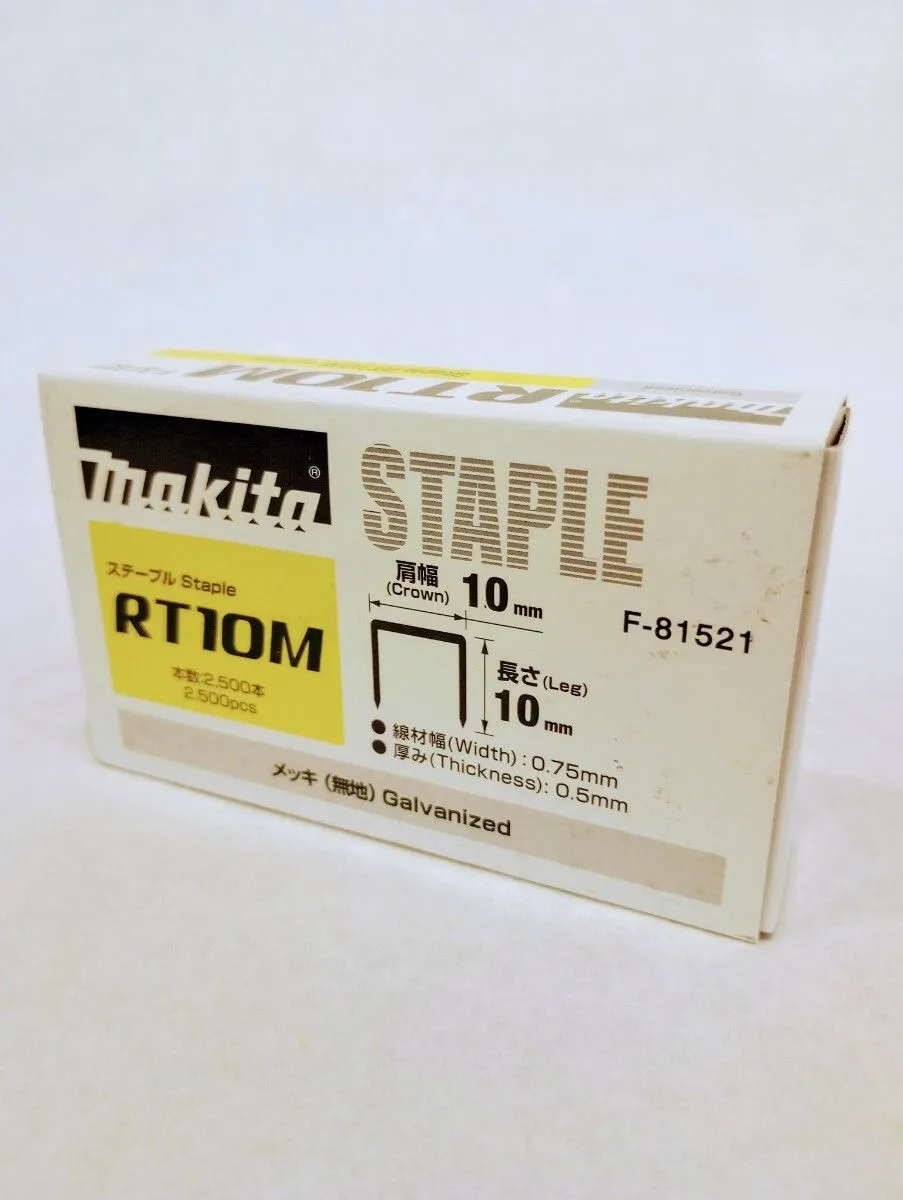 RT10M
makita
makita®
STAPLE
ステープル Staple
RT10M
本数:2,500本
2,500pcs
肩幅
(Crown)
10mm
F-81521
長さ(Leg)
10mm
● 線材幅(Width) : 0.75mm
● 厚み(Thickness) : 0.5mm
メッキ (無地) Galvanized